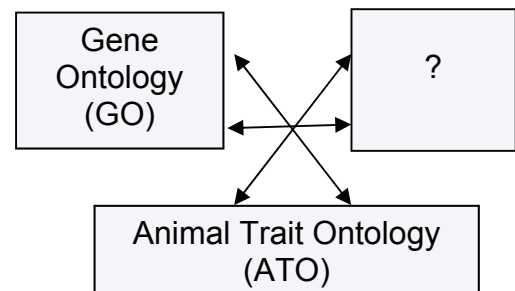 Gene
Ontology
(GO)
?
Animal Trait Ontology
(ATO)